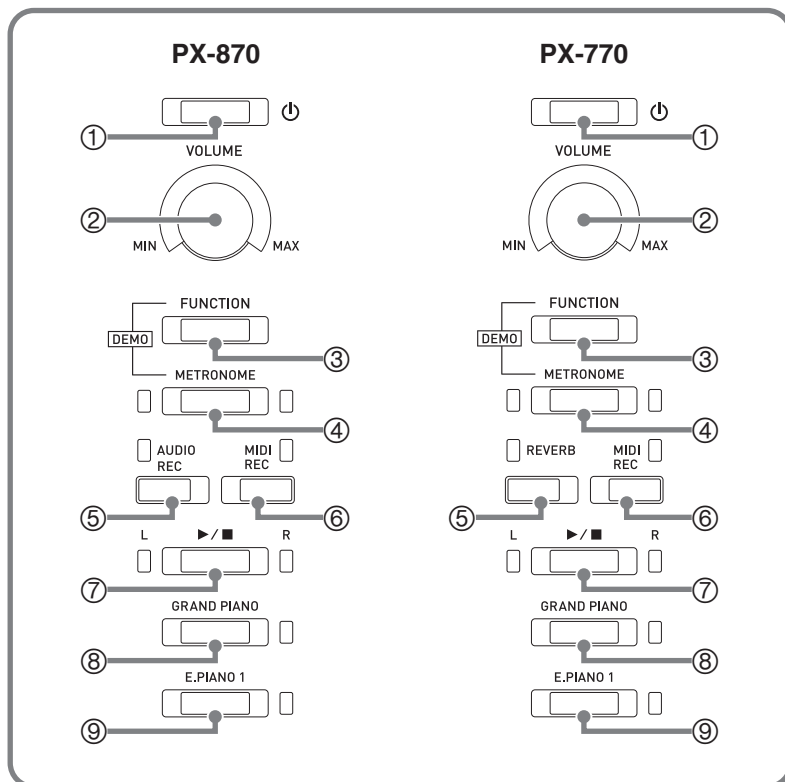 PX-870
①
VOLUME
②
MIN MAX
FUNCTION
DEMO
③
METRONOME
④
AUDIO REC
MIDI REC
⑤ ⑥
L ▶/■ R
⑦
GRAND PIANO
⑧
E.PIANO 1
⑨
PX-770
①
VOLUME
②
MIN MAX
FUNCTION
DEMO
③
METRONOME
④
REVERB
MIDI REC
⑤ ⑥
L ▶/■ R
⑦
GRAND PIANO
⑧
E.PIANO 1
⑨